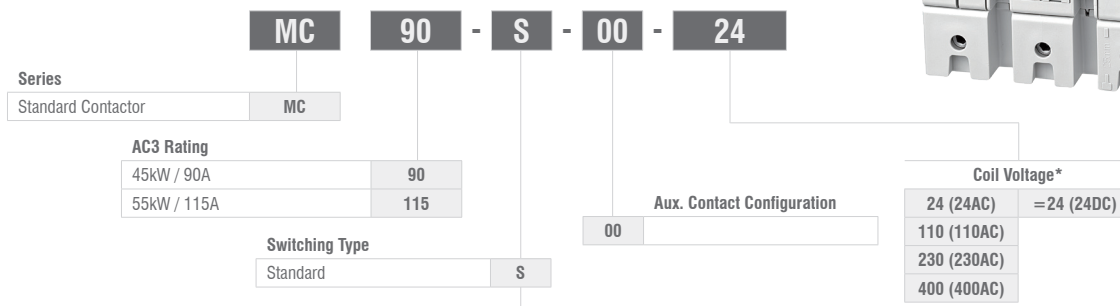 MC 90 - S - 00 - 24
Series
Standard Contactor MC
AC3 Rating
45kW / 90A 90
55kW / 115A 115
Switching Type
Standard S
Aux. Contact Configuration
00
Coil Voltage*
24 (24AC) =24 (24DC)
110 (110AC)
230 (230AC)
400 (400AC)